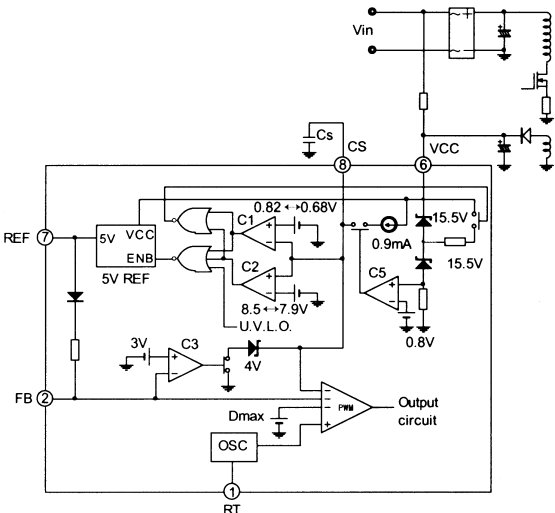 Vin
+
~
~
-
Cs
CS
VCC
8
6
C1
0.82 ↔ 0.68V
15.5V
0.9mA
15.5V
REF
7
5V
VCC
ENB
5V REF
C2
C5
8.5 ↔ 7.9V
U.V.L.O.
0.8V
3V
C3
4V
FB
2
Dmax
PWM
Output
circuit
OSC
1
RT
+
-
+
-
+
-
+
-
-
-
-
+